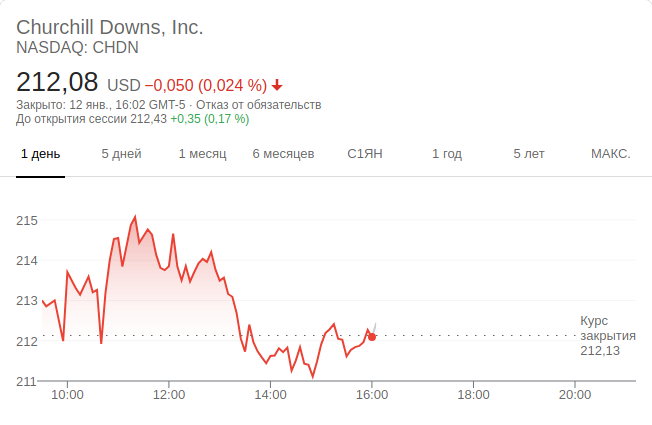 Churchill Downs, Inc.
NASDAQ: CHDN
212,08 USD −0,050 (0,024 %)
Закрыто: 12 янв., 16:02 GMT-5 · Отказ от обязательств
До открытия сессии 212,43 +0,35 (0,17 %)
1 день 5 дней 1 месяц 6 месяцев С1ЯН 1 год 5 лет МАКС.
215
214
213
212
211
Курс
закрытия
212,13
10:00 12:00 14:00 16:00 18:00 20:00